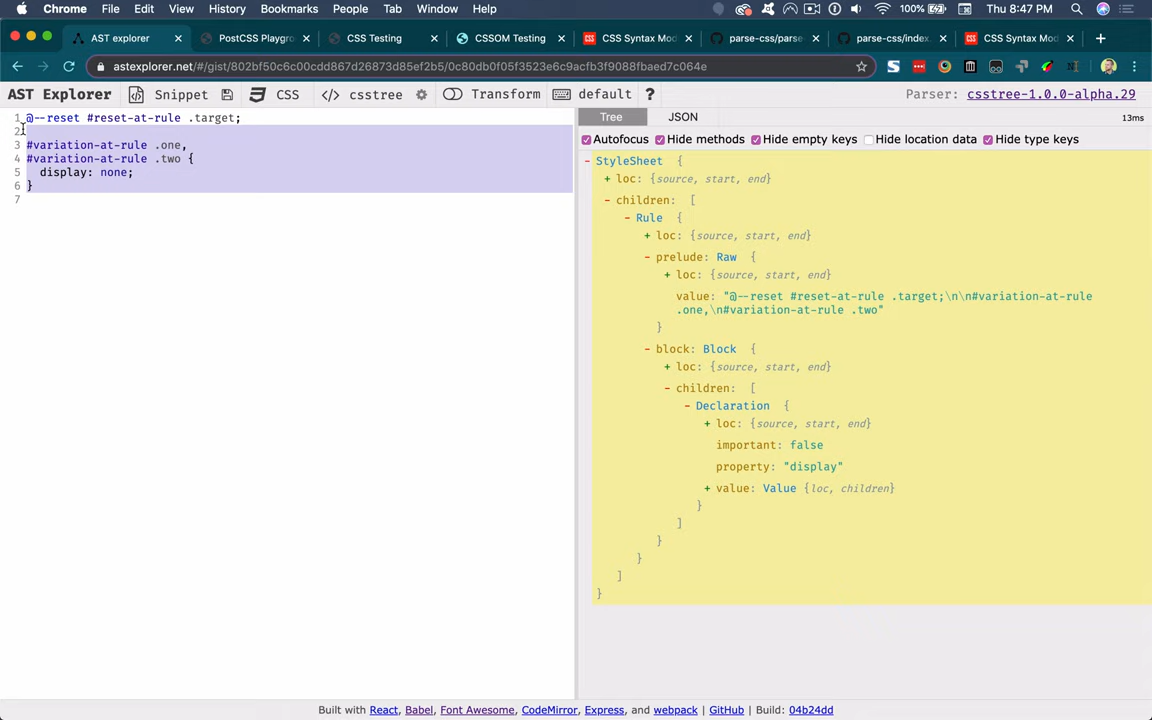 Chrome File Edit View History Bookmarks People Tab Window Help 100% Thu 8:47 PM
AST explorer PostCSS Playgro CSS Testing CSSOM Testing CSS CSS Syntax Mod parse-css/parse- parse-css/index. CSS CSS Syntax Mod
astexplorer.net/#/gist/802bf50c6c00cdd867d26873d85ef2b5/0c80db0f05f3523e6c9acfb3f9088fbaed7c064e
AST Explorer Snippet CSS </> csstree Transform default ? Parser: csstree-1.0.0-alpha.29
Tree JSON 13ms
Autofocus Hide methods Hide empty keys Hide location data Hide type keys
1 @--reset #reset-at-rule .target;
2
3 #variation-at-rule .one,
4 #variation-at-rule .two {
5 display: none;
6 }
7
- StyleSheet {
+ loc: {source, start, end}
- children: [
- Rule {
+ loc: {source, start, end}
- prelude: Raw {
+ loc: {source, start, end}
value: "@--reset #reset-at-rule .target;\n\n#variation-at-rule
.one,\n#variation-at-rule .two"
}
- block: Block {
+ loc: {source, start, end}
- children: [
- Declaration {
+ loc: {source, start, end}
important: false
property: "display"
+ value: Value {loc, children}
}
]
}
}
]
}
Built with React, Babel, Font Awesome, CodeMirror, Express, and webpack | GitHub | Build: 04b24dd